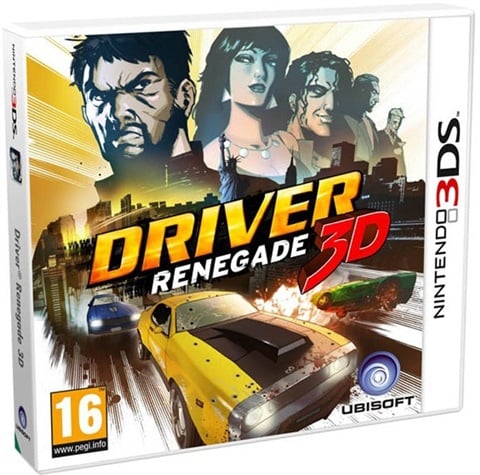 NINTENDO 3DS
Driver® Renegade 3D
DRIVER
RENEGADE 3D
NINTENDO 3DS
16
www.pegi.info
UBISOFT